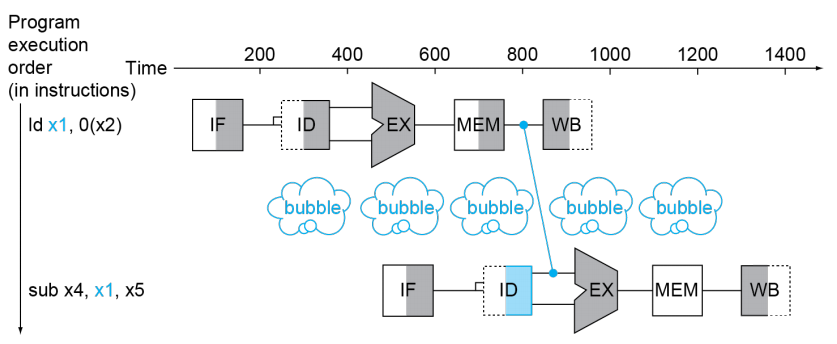 Program
execution
order
(in instructions)
Time
200 400 600 800 1000 1200 1400
ld x1, 0(x2)
IF ID EX MEM WB
bubble bubble bubble bubble bubble
sub x4, x1, x5
IF ID EX MEM WB